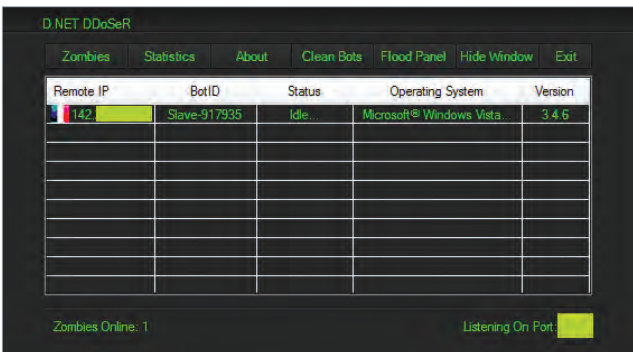 D.NET DDoSeR
Zombies Statistics About Clean Bots Flood Panel Hide Window Exit
Remote IP BotID Status Operating System Version
142. Slave-917935 Idle... Microsoft® Windows Vista... 3.4.6
Zombies Online: 1 Listening On Port: